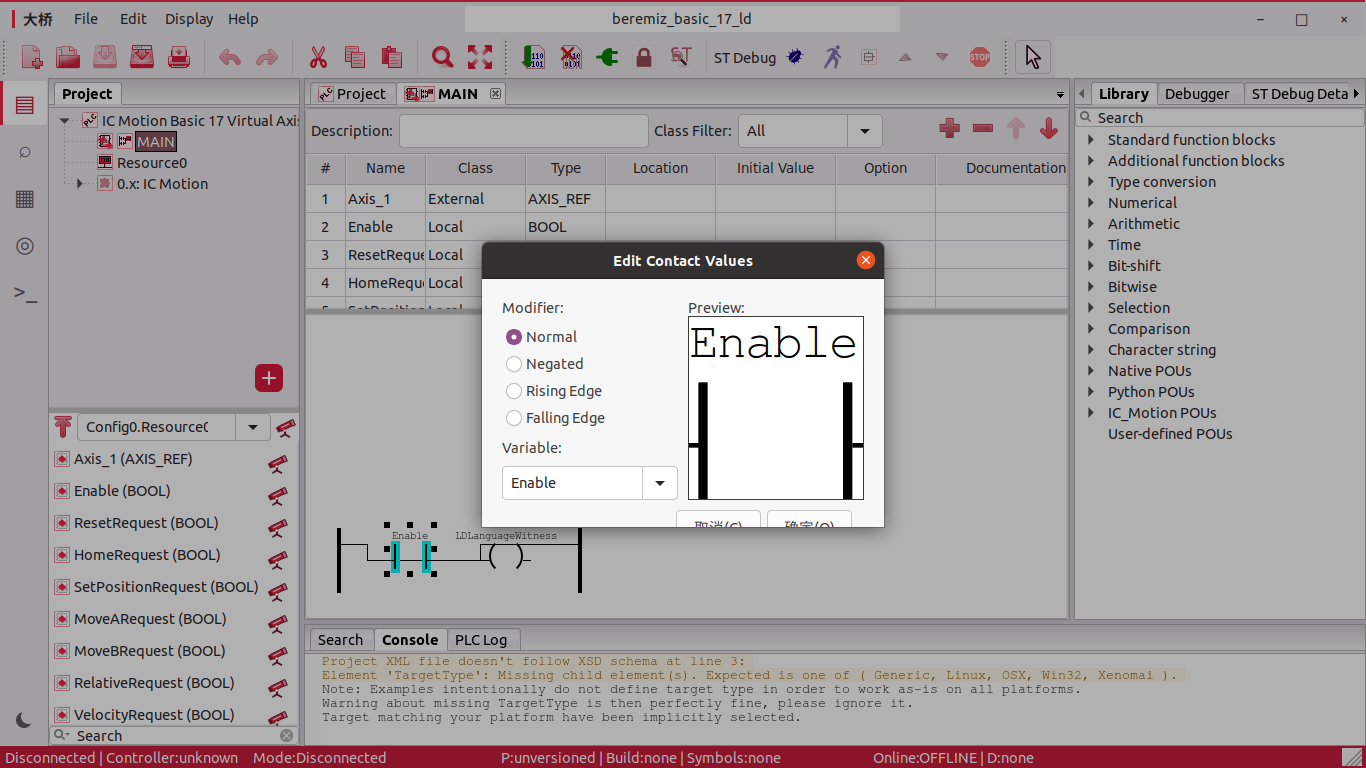 大桥 File Edit Display Help beremiz_basic_17_ld
ST Debug
Project
IC Motion Basic 17 Virtual Axis
MAIN
Resource0
0.x: IC Motion
Project MAIN
Description: Class Filter: All
# Name Class Type Location Initial Value Option Documentation
1 Axis_1 External AXIS_REF
2 Enable Local BOOL
3 ResetReque Local
4 HomeRequ Local
Edit Contact Values
Modifier:
Normal
Negated
Rising Edge
Falling Edge
Variable:
Enable
Preview:
Enable
取消(C) 确定(O)
Enable LDLanguageWitness
Library Debugger ST Debug Deta
Search
Standard function blocks
Additional function blocks
Type conversion
Numerical
Arithmetic
Time
Bit-shift
Bitwise
Selection
Comparison
Character string
Native POUs
Python POUs
IC_Motion POUs
User-defined POUs
Config0.Resource0
Axis_1 (AXIS_REF)
Enable (BOOL)
ResetRequest (BOOL)
HomeRequest (BOOL)
SetPositionRequest (BOOL)
MoveARequest (BOOL)
MoveBRequest (BOOL)
RelativeRequest (BOOL)
VelocityRequest (BOOL)
Search
Search Console PLC Log
Project XML file doesn't follow XSD schema at line 3:
Element 'TargetType': Missing child element(s). Expected is one of ( Generic, Linux, OSX, Win32, Xenomai ).
Note: Examples intentionally do not define target type in order to work as-is on all platforms.
Warning about missing TargetType is then perfectly fine, please ignore it.
Target matching your platform have been implicitly selected.
Disconnected | Controller:unknown Mode:Disconnected P:unversioned | Build:none | Symbols:none Online:OFFLINE | D:none